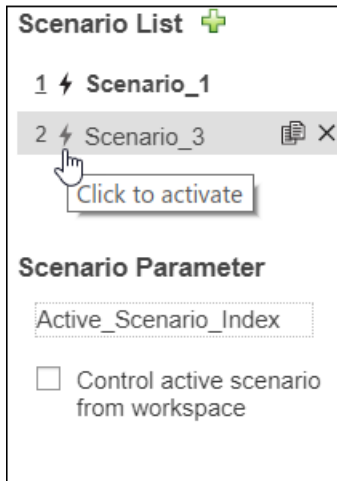 Scenario List
1 Scenario_1
2 Scenario_3
Click to activate
Scenario Parameter
Active_Scenario_Index
Control active scenario
from workspace